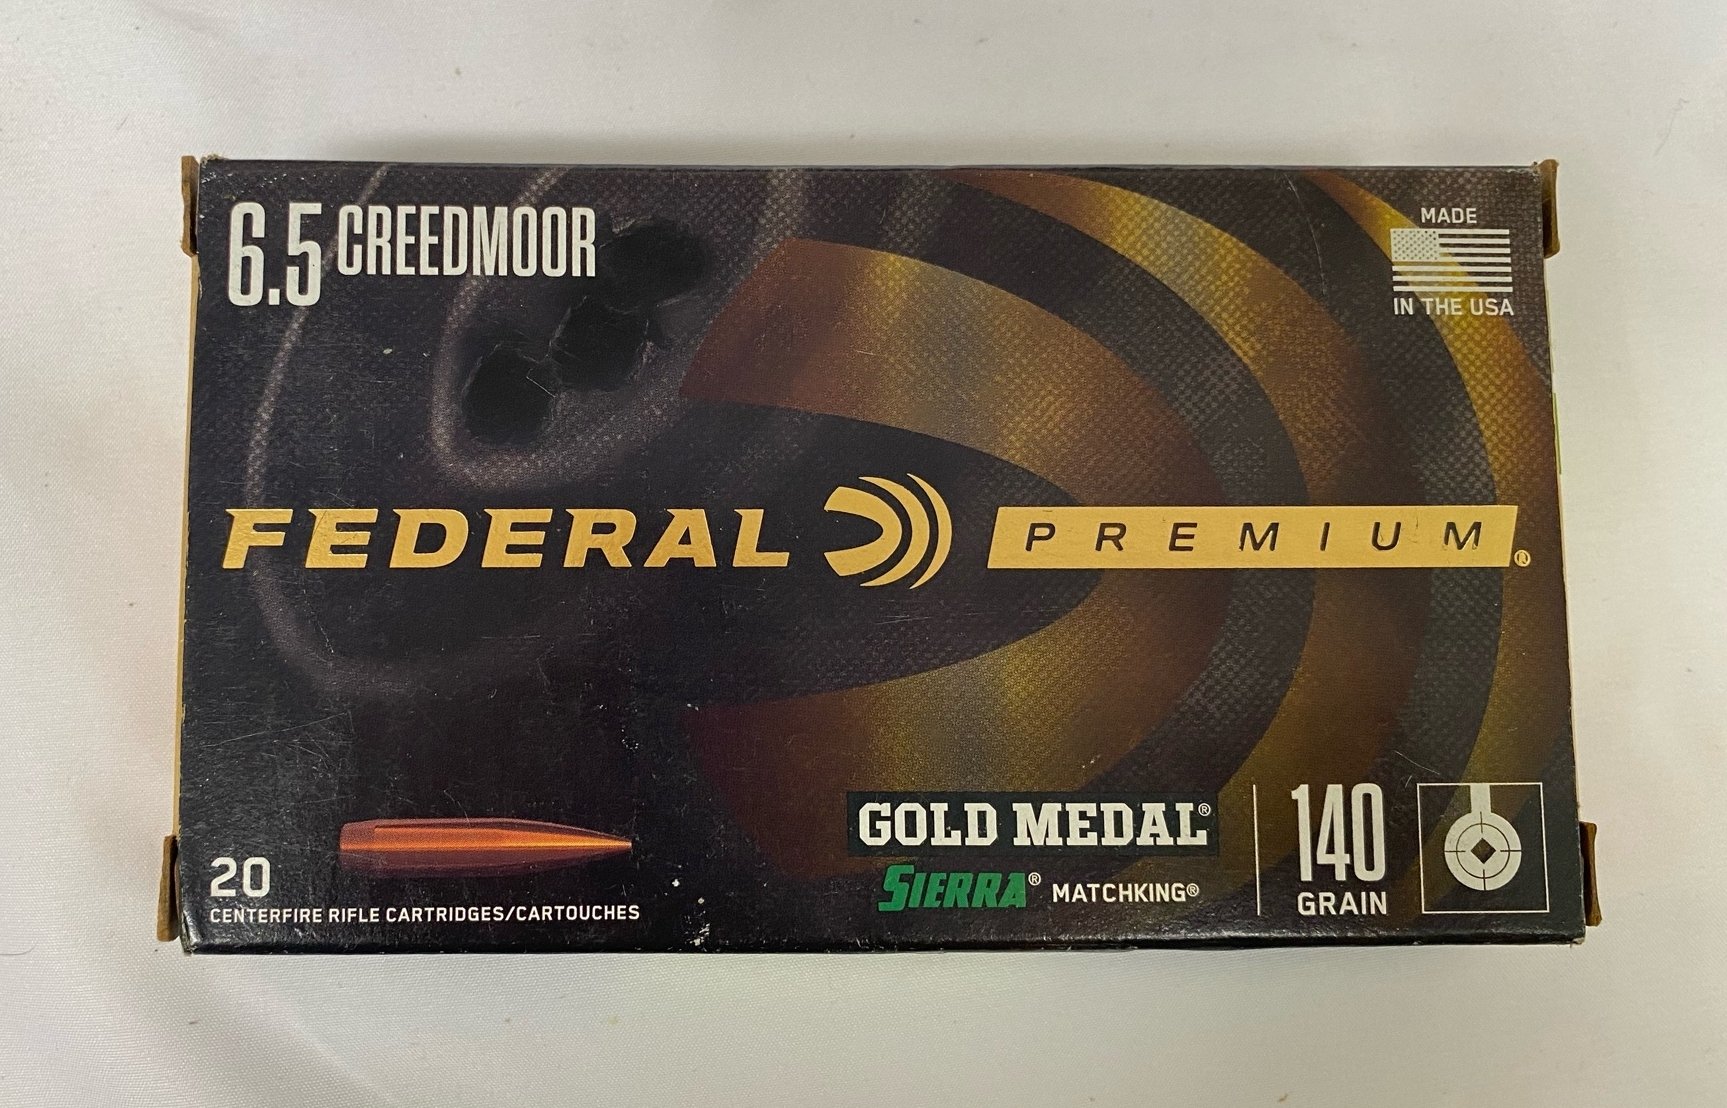 6.5 CREEDMOOR
MADE
IN THE USA
FEDERAL PREMIUM®
20
CENTERFIRE RIFLE CARTRIDGES/CARTOUCHES
GOLD MEDAL®
SIERRA® MATCHKING®
140
GRAIN